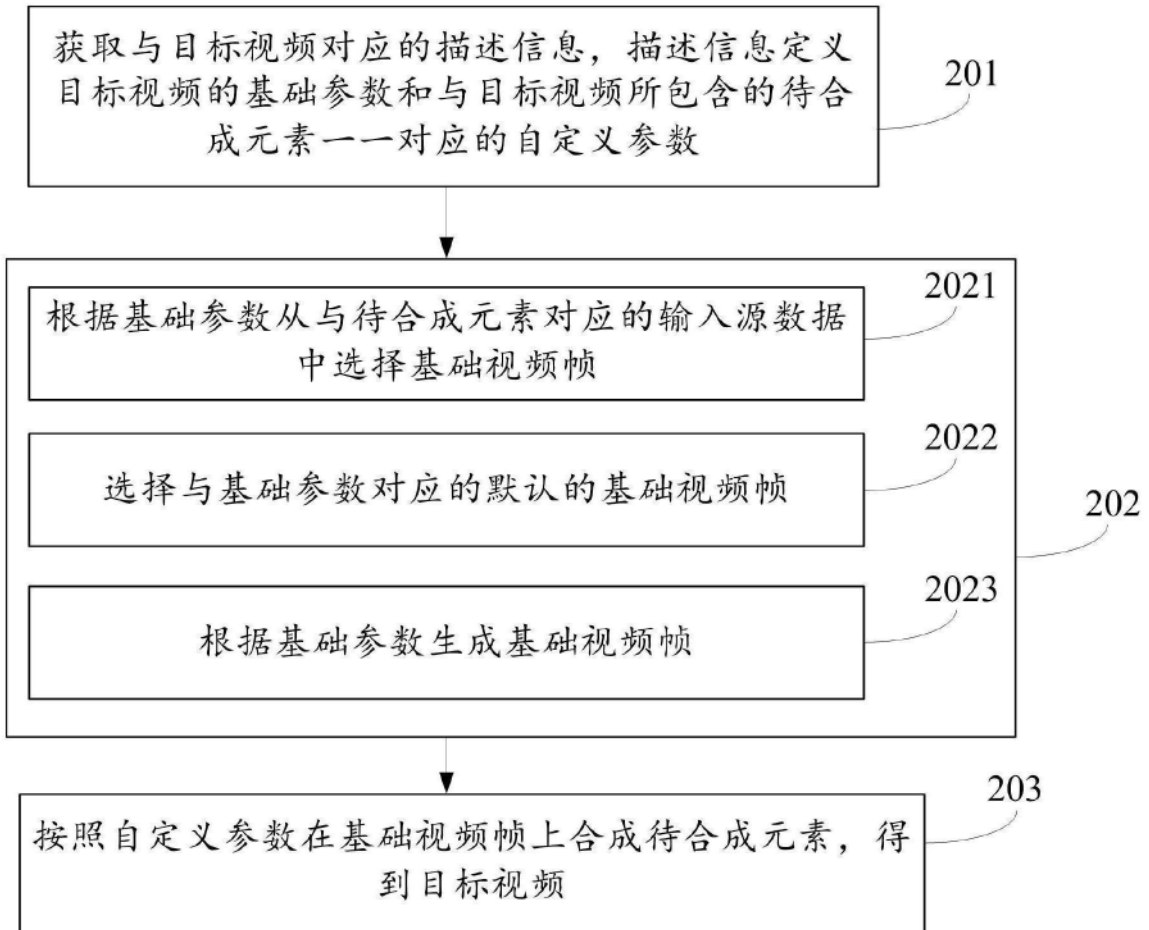 获取与目标视频对应的描述信息，描述信息定义
目标视频的基础参数和与目标视频所包含的待合
成元素一一对应的自定义参数
201
2021
根据基础参数从与待合成元素对应的输入源数据
中选择基础视频帧
2022
选择与基础参数对应的默认的基础视频帧
202
2023
根据基础参数生成基础视频帧
203
按照自定义参数在基础视频帧上合成待合成元素，得
到目标视频